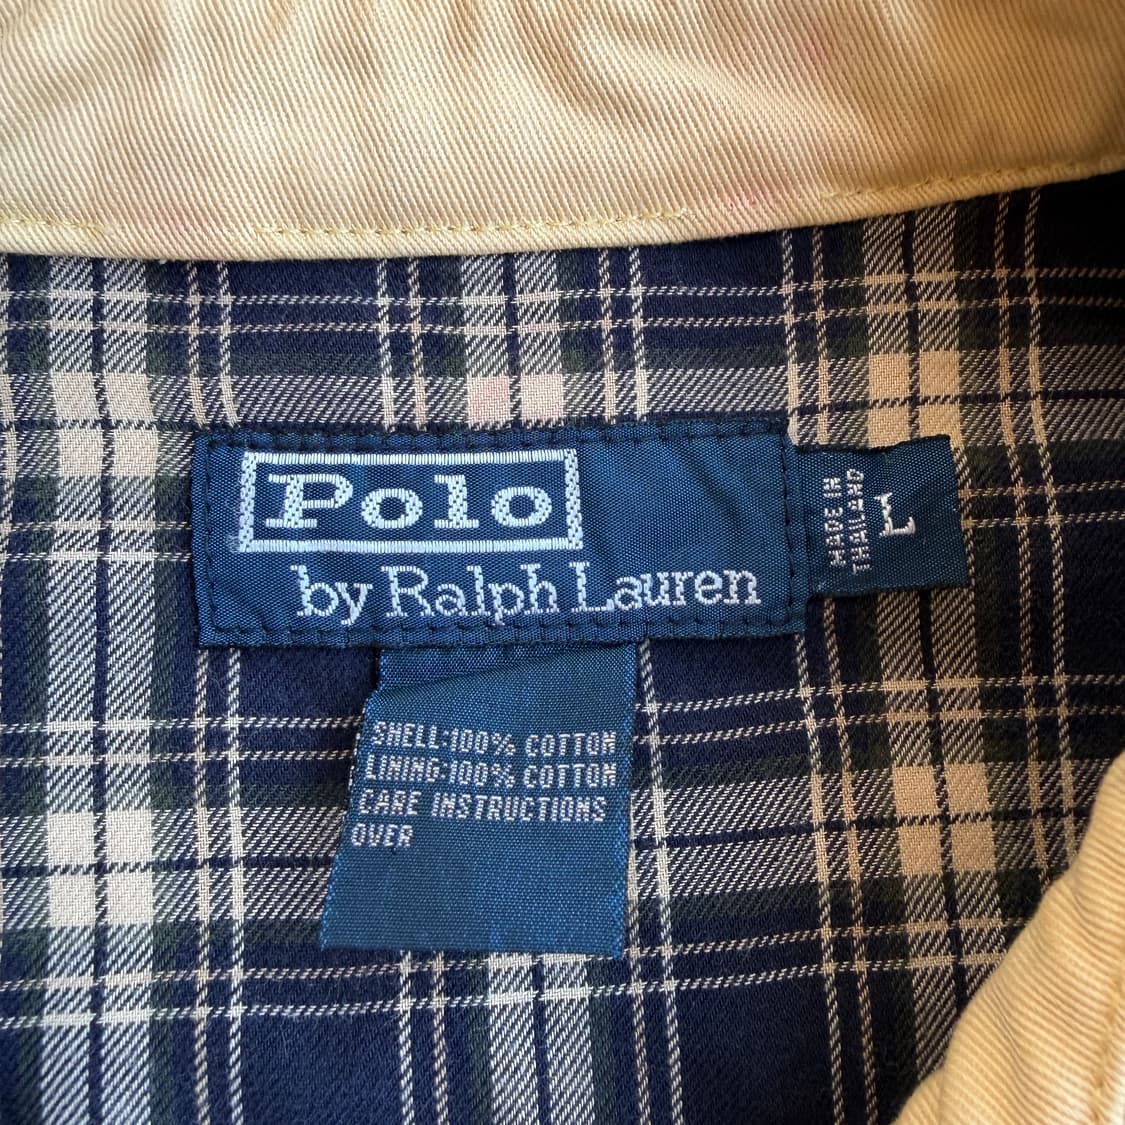 Polo
by Ralph Lauren
MADE IN
THAILAND
L
SHELL:100% COTTON
LINING:100% COTTON
CARE INSTRUCTIONS
OVER